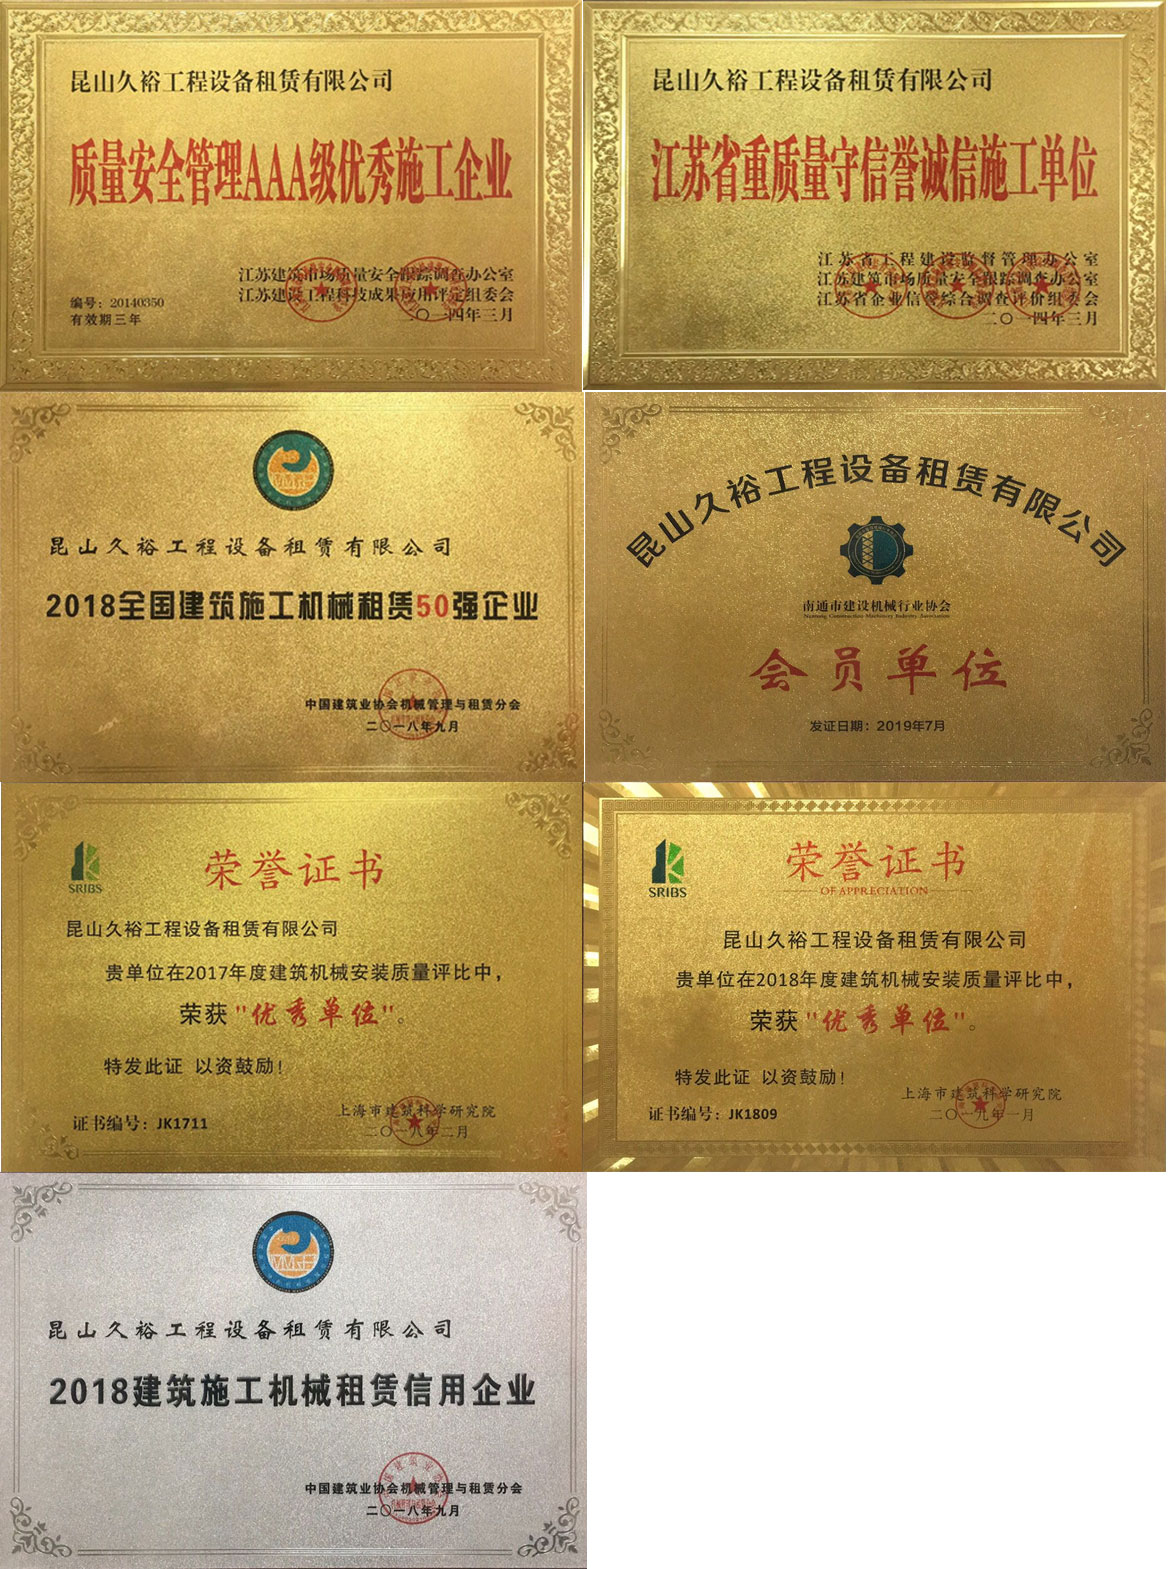 昆山久裕工程设备租赁有限公司
质量安全管理AAA级优秀施工企业
江苏建筑市场质量安全跟踪调查办公室
江苏建设工程科技成果应用评定组委会
编号：20140350
有效期三年
二〇一四年三月
昆山久裕工程设备租赁有限公司
江苏省重质量守信誉诚信施工单位
江苏省工程建设监督管理办公室
江苏建筑市场质量安全跟踪调查办公室
江苏省企业信誉综合调查评价组委会
二〇一四年三月
昆山久裕工程设备租赁有限公司
2018全国建筑施工机械租赁50强企业
中国建筑业协会机械管理与租赁分会
二〇一八年九月
昆山久裕工程设备租赁有限公司
南通市建设机械行业协会
Nantong Construction Machinery Industry Association
会员单位
发证日期：2019年7月
SRIBS
荣誉证书
昆山久裕工程设备租赁有限公司
贵单位在2017年度建筑机械安装质量评比中，
荣获"优秀单位"。
特发此证 以资鼓励！
上海市建筑科学研究院
证书编号：JK1711
二〇一八年二月
SRIBS
荣誉证书
OF APPRECIATION
昆山久裕工程设备租赁有限公司
贵单位在2018年度建筑机械安装质量评比中，
荣获"优秀单位"。
特发此证 以资鼓励！
上海市建筑科学研究院
证书编号：JK1809
二〇一九年一月
昆山久裕工程设备租赁有限公司
2018建筑施工机械租赁信用企业
中国建筑业协会机械管理与租赁分会
二〇一八年九月